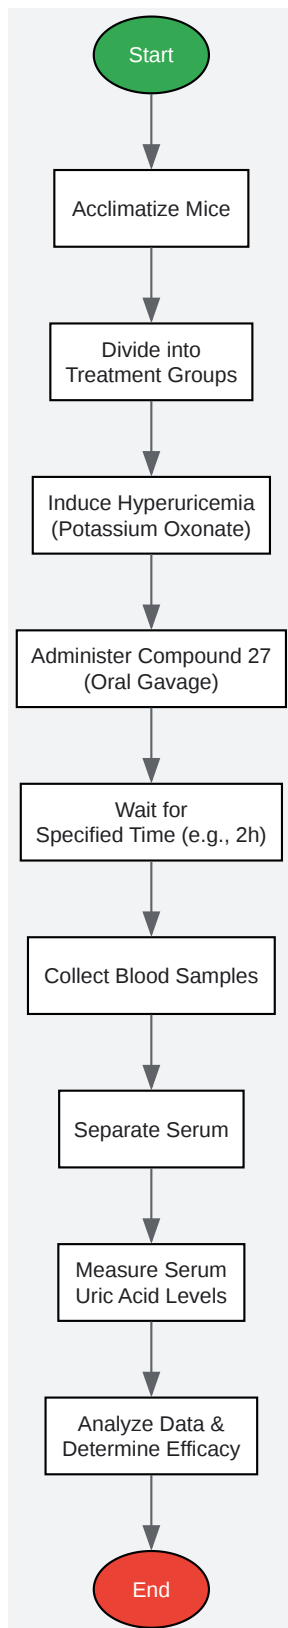 Start
Acclimatize Mice
Divide into
Treatment Groups
Induce Hyperuricemia
(Potassium Oxonate)
Administer Compound 27
(Oral Gavage)
Wait for
Specified Time (e.g., 2h)
Collect Blood Samples
Separate Serum
Measure Serum
Uric Acid Levels
Analyze Data &
Determine Efficacy
End